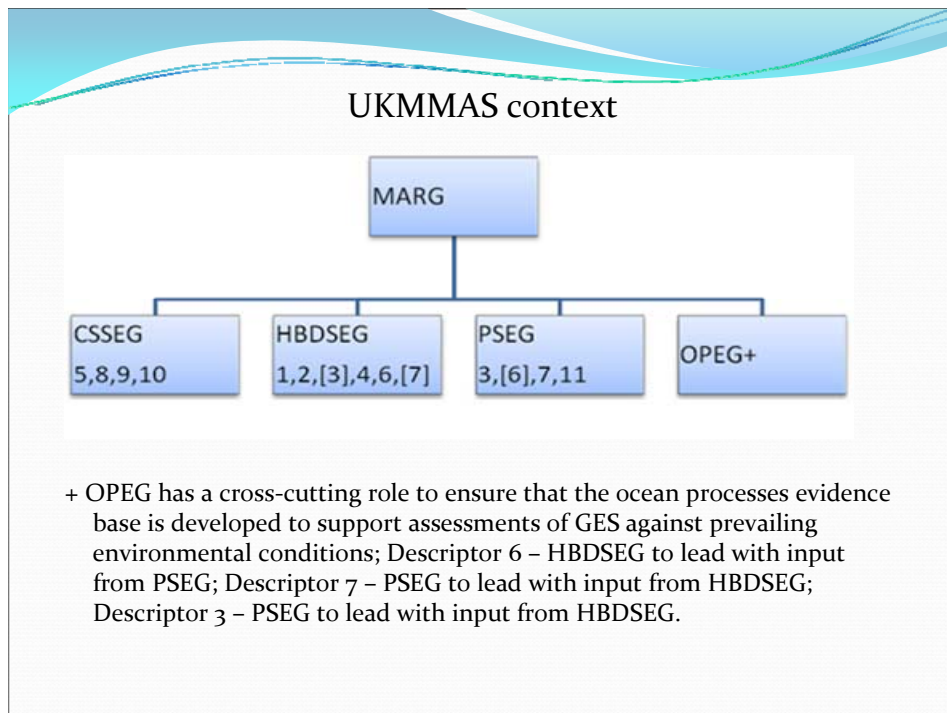 UKMMAS context
MARG
CSSEG
5,8,9,10
HBDSEG
1,2,[3],4,6,[7]
PSEG
3,[6],7,11
OPEG+
+ OPEG has a cross-cutting role to ensure that the ocean processes evidence
base is developed to support assessments of GES against prevailing
environmental conditions; Descriptor 6 – HBDSEG to lead with input
from PSEG; Descriptor 7 – PSEG to lead with input from HBDSEG;
Descriptor 3 – PSEG to lead with input from HBDSEG.